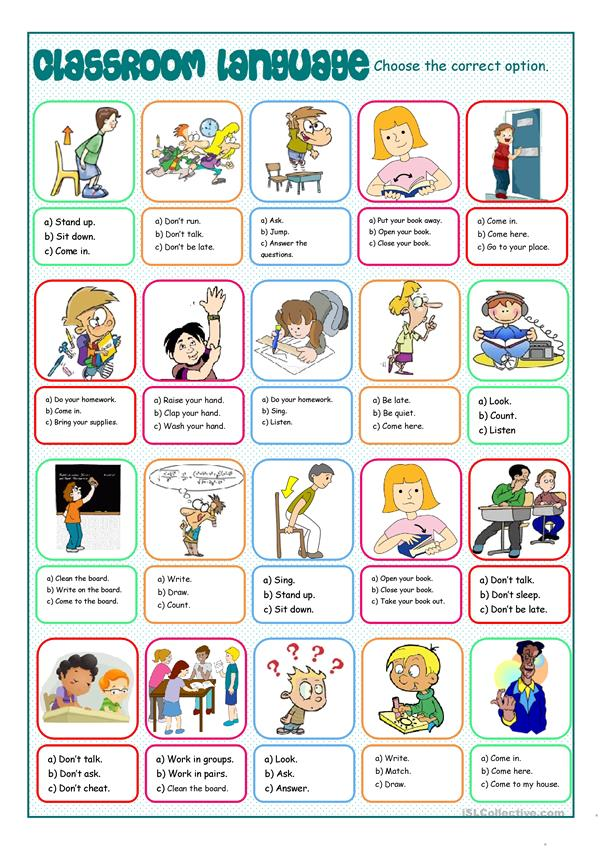 CLASSROOM LANGUAGE Choose the correct option.
a) Stand up.
b) Sit down.
c) Come in.
a) Don't run.
b) Don't talk.
c) Don't be late.
a) Ask.
b) Jump.
c) Answer the
questions.
a) Put your book away.
b) Open your book.
c) Close your book.
a) Come in.
b) Come here.
c) Go to your place.
a) Do your homework.
b) Come in.
c) Bring your supplies.
a) Raise your hand.
b) Clap your hand.
c) Wash your hand.
a) Do your homework.
b) Sing.
c) Listen.
a) Be late.
b) Be quiet.
c) Come here.
a) Look.
b) Count.
c) Listen
a) Clean the board.
b) Write on the board.
c) Come to the board.
a) Write.
b) Draw.
c) Count.
a) Sing.
b) Stand up.
c) Sit down.
a) Open your book.
b) Close your book.
c) Take your book out.
a) Don't talk.
b) Don't sleep.
c) Don't be late.
a) Don't talk.
b) Don't ask.
c) Don't cheat.
a) Work in groups.
b) Work in pairs.
c) Clean the board.
a) Look.
b) Ask.
c) Answer.
a) Write.
b) Match.
c) Draw.
a) Come in.
b) Come here.
c) Come to my house.
iSLCollective.com